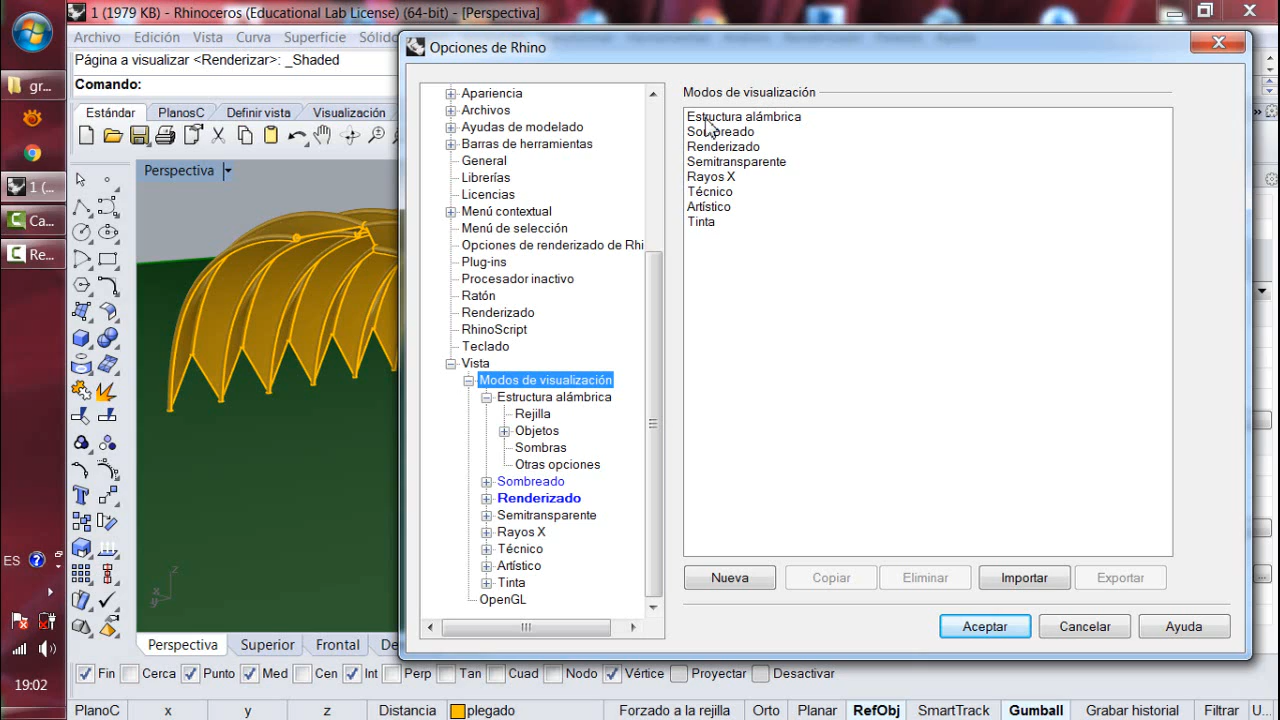 1 (1979 KB) - Rhinoceros (Educational Lab License) (64-bit) - [Perspectiva]
Archivo Edición Vista Curva Superficie Sólido
Página a visualizar <Renderizar>: _Shaded
Comando:
Estándar PlanosC Definir vista Visualización
Perspectiva
gr...
1 (...
Ca...
Re...
ES
19:02
Opciones de Rhino
Apariencia
Archivos
Ayudas de modelado
Barras de herramientas
General
Librerías
Licencias
Menú contextual
Menú de selección
Opciones de renderizado de Rhi
Plug-ins
Procesador inactivo
Ratón
Renderizado
RhinoScript
Teclado
Vista
Modos de visualización
Estructura alámbrica
Rejilla
Objetos
Sombras
Otras opciones
Sombreado
Renderizado
Semitransparente
Rayos X
Técnico
Artístico
Tinta
OpenGL
Modos de visualización
Estructura alámbrica
Sombreado
Renderizado
Semitransparente
Rayos X
Técnico
Artístico
Tinta
Nueva Copiar Eliminar Importar Exportar
Aceptar Cancelar Ayuda
z
x
y
Perspectiva Superior Frontal De
Fin Cerca Punto Med Cen Int Perp Tan Cuad Nodo Vértice Proyectar Desactivar
PlanoC x y z Distancia plegado Forzado a la rejilla Orto Planar RefObj SmartTrack Gumball Grabar historial Filtrar U...